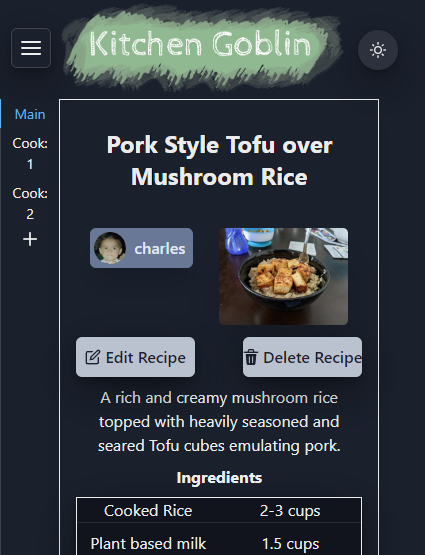 Kitchen Goblin
Main
Cook:
1
Cook:
2
Pork Style Tofu over
Mushroom Rice
charles
Edit Recipe
Delete Recipe
A rich and creamy mushroom rice
topped with heavily seasoned and
seared Tofu cubes emulating pork.
Ingredients
Cooked Rice 2-3 cups
Plant based milk 1.5 cups